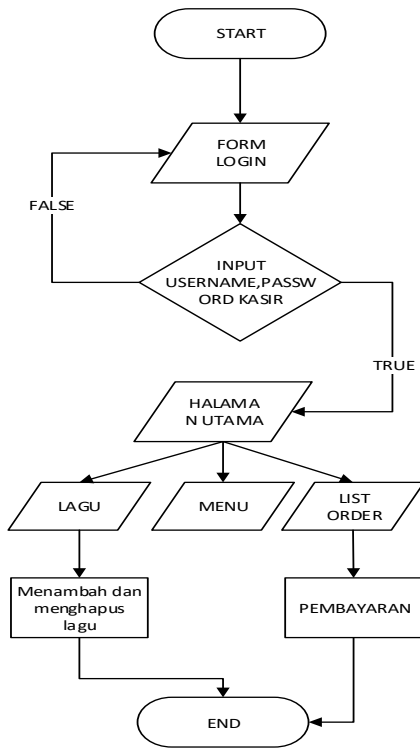 START
FORM
LOGIN
FALSE
INPUT
USERNAME,PASSW
ORD KASIR
TRUE
HALAMA
N UTAMA
LAGU
MENU
LIST
ORDER
Menambah dan
menghapus
lagu
PEMBAYARAN
END